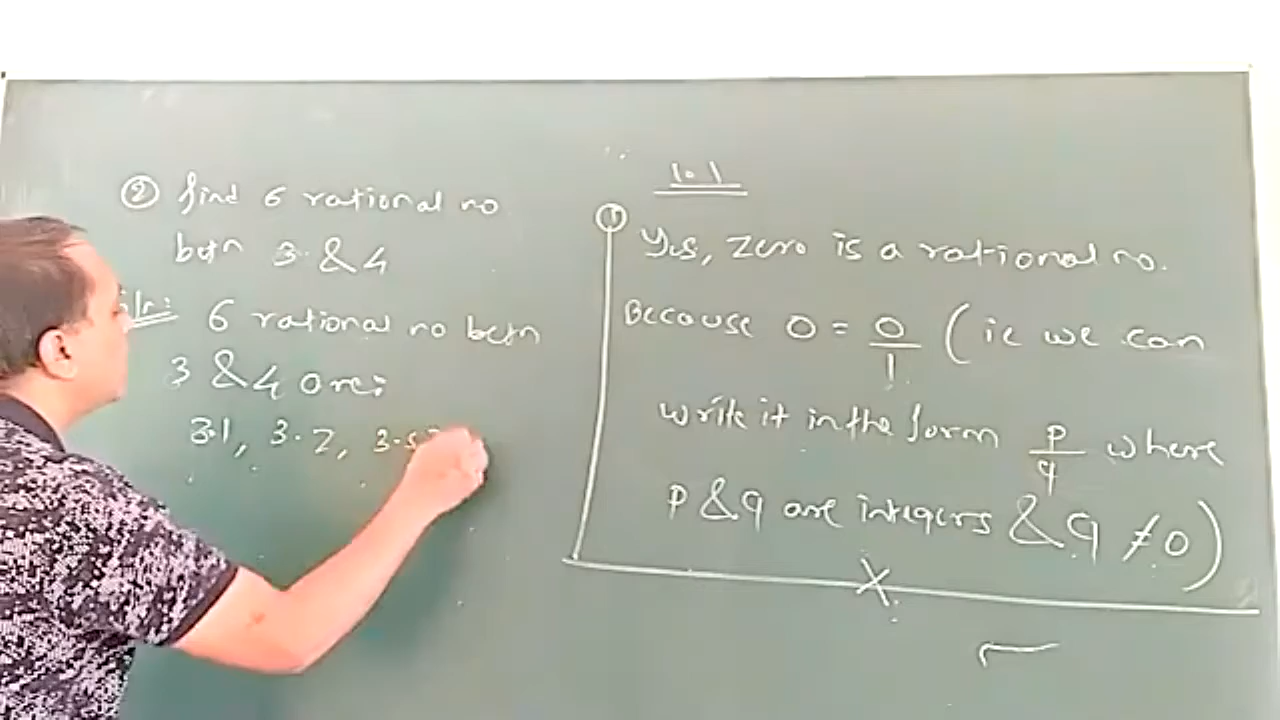 ② find 6 rational no
betn 3 & 4
6 rational no betn
3 & 4 are:
3.1, 3.2,
1.1
① Yes, Zero is a rational no.
Because 0 = 0/1 (ie we can
write it in the form p/q where
p & q are integers & q ≠ 0)